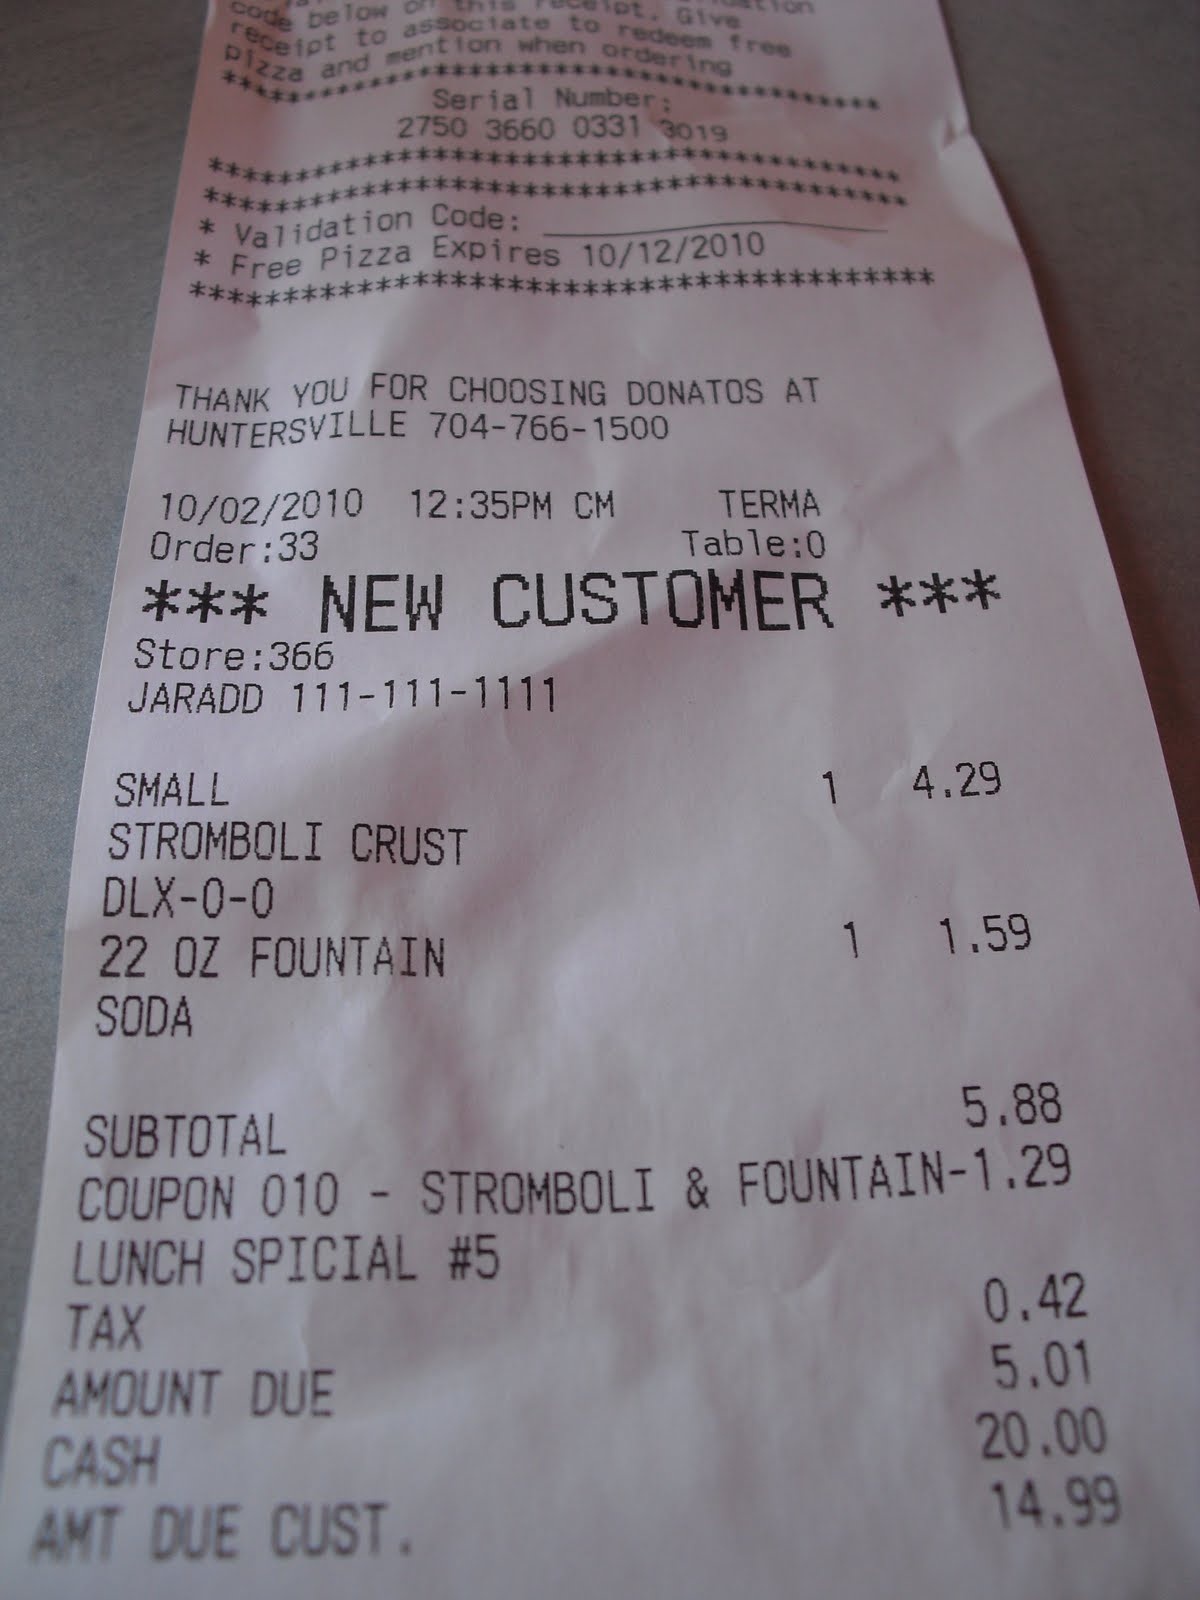 code below on this receipt. Give
receipt to associate to redeem free
pizza and mention when ordering
****************************************
Serial Number:
2750 3660 0331 3019
****************************************
****************************************
* Validation Code: _______________
* Free Pizza Expires 10/12/2010
****************************************
THANK YOU FOR CHOOSING DONATOS AT
HUNTERSVILLE 704-766-1500
10/02/2010 12:35PM CM TERMA
Order:33 Table:0
*** NEW CUSTOMER ***
Store:366
JARADD 111-111-1111
SMALL 1 4.29
STROMBOLI CRUST
DLX-0-0
22 OZ FOUNTAIN 1 1.59
SODA
SUBTOTAL 5.88
COUPON 010 - STROMBOLI & FOUNTAIN-1.29
LUNCH SPICIAL #5
TAX 0.42
AMOUNT DUE 5.01
CASH 20.00
AMT DUE CUST. 14.99